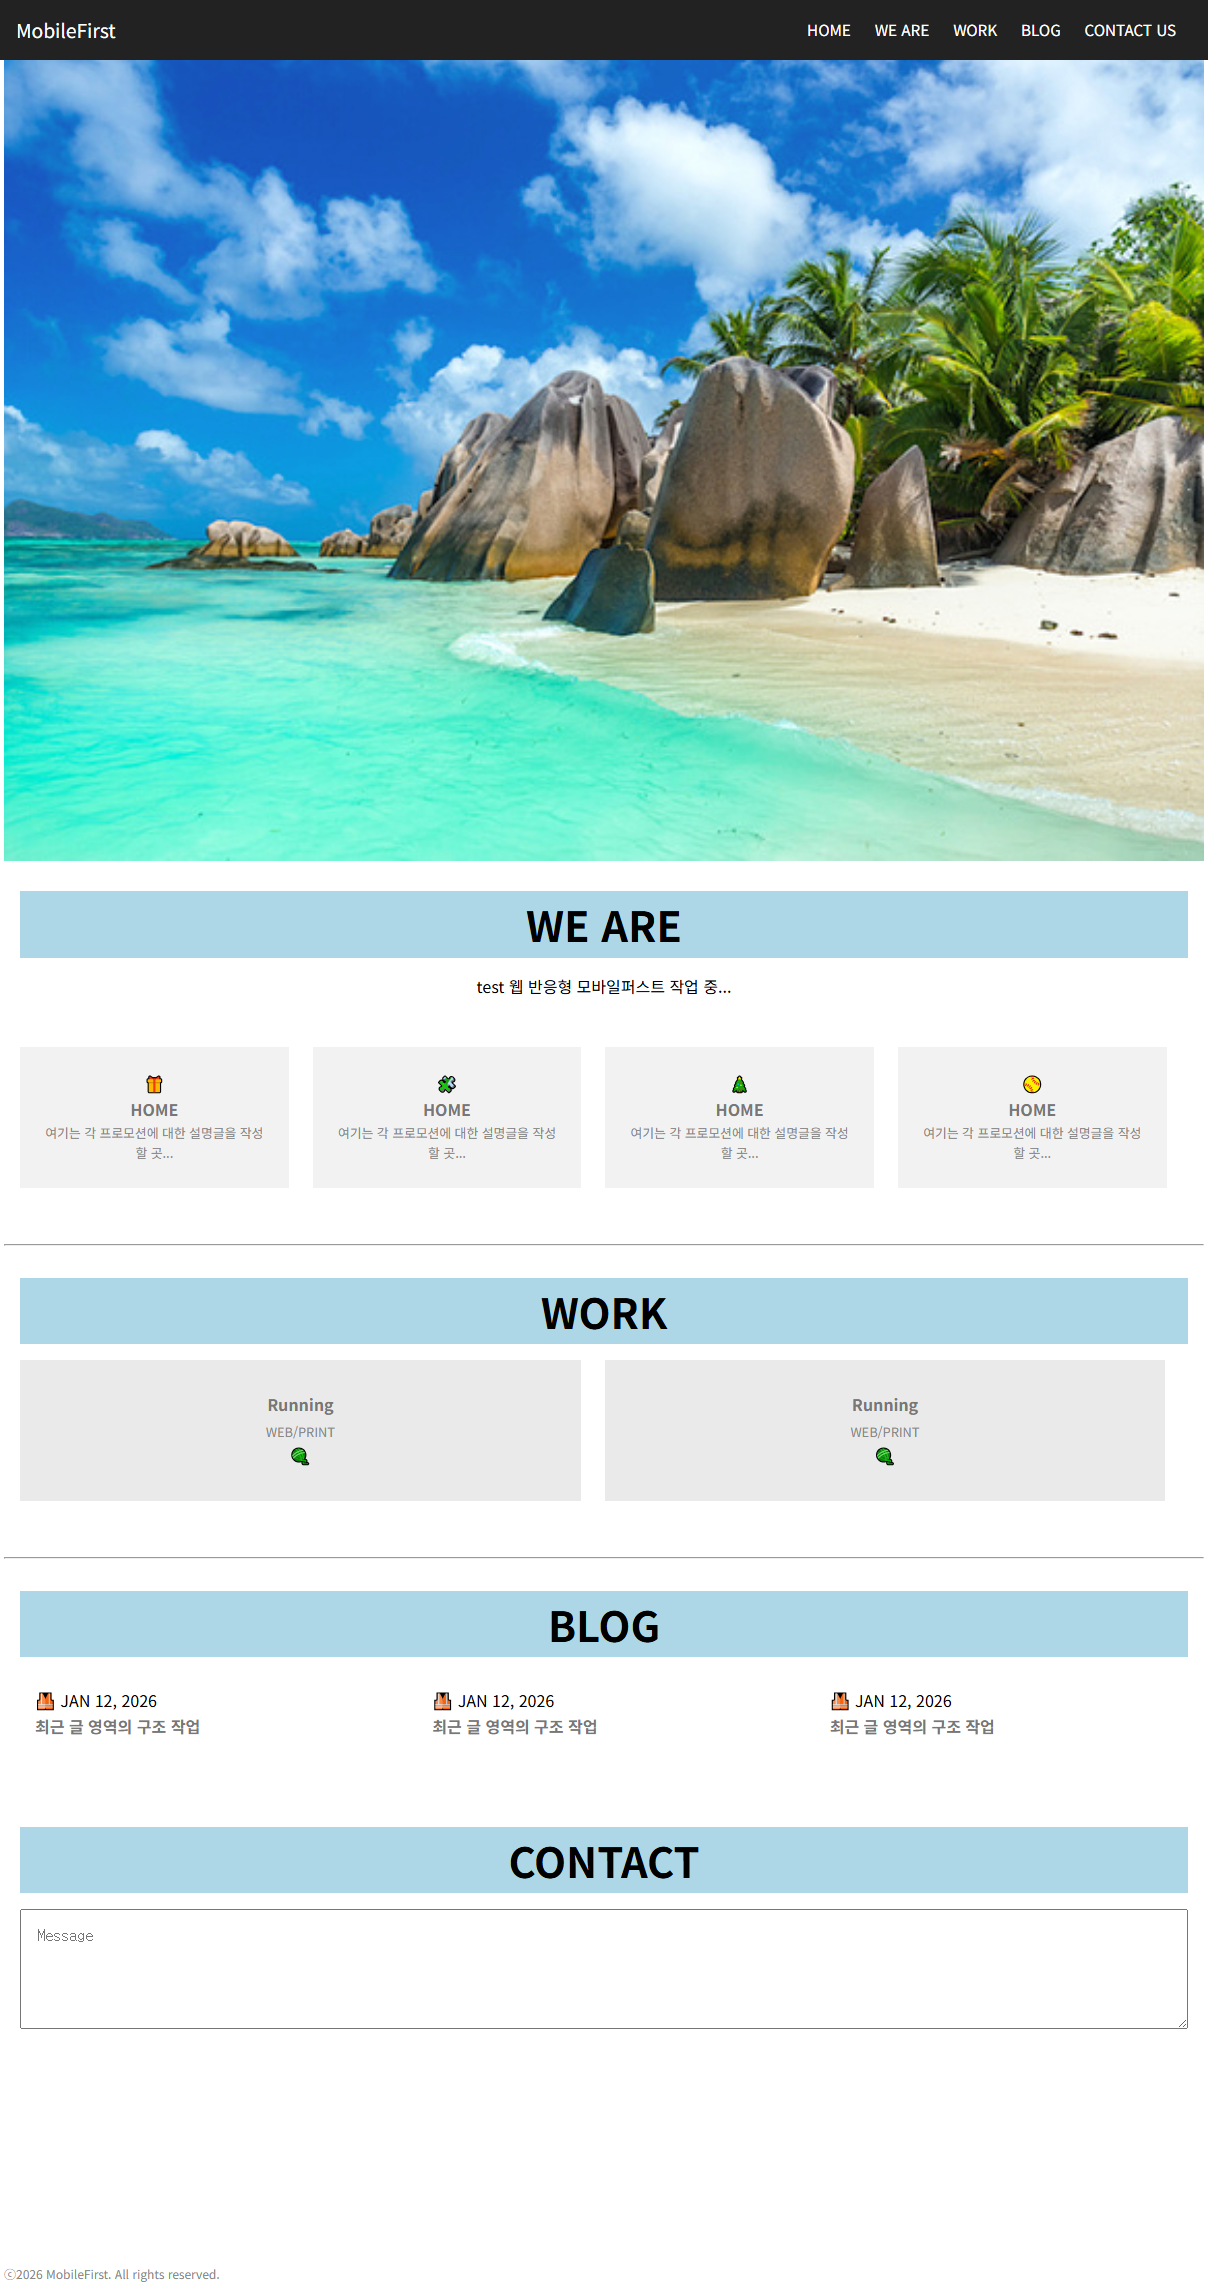 MobileFirst
HOME WE ARE WORK BLOG CONTACT US
WE ARE
test 웹 반응형 모바일퍼스트 작업 중...
HOME
여기는 각 프로모션에 대한 설명글을 작성
할 곳...
HOME
여기는 각 프로모션에 대한 설명글을 작성
할 곳...
HOME
여기는 각 프로모션에 대한 설명글을 작성
할 곳...
HOME
여기는 각 프로모션에 대한 설명글을 작성
할 곳...
WORK
Running
WEB/PRINT
Running
WEB/PRINT
BLOG
JAN 12, 2026
최근 글 영역의 구조 작업
JAN 12, 2026
최근 글 영역의 구조 작업
JAN 12, 2026
최근 글 영역의 구조 작업
CONTACT
Message
ⓒ2026 MobileFirst. All rights reserved.